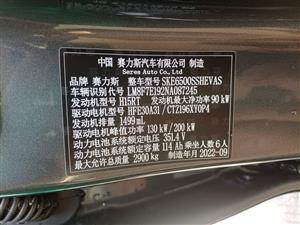 中国 赛力斯汽车有限公司 制造
Seres Auto Co., Ltd
品牌 赛力斯 整车型号 SKE6500SSHEVAS
车辆识别代号 LM8F7E192NA087245
发动机型号 H15RT 发动机最大净功率 90 kW
驱动电机型号 HFE30A31 / CTZ196XY0P4
发动机排量 1499 mL
驱动电机峰值功率 130 kW/ 200 kW
动力电池系统额定电压 351.4 V
动力电池系统额定容量 114 Ah 乘坐人数 6 人
最大允许总质量 2900 kg 制造年月 2022-09